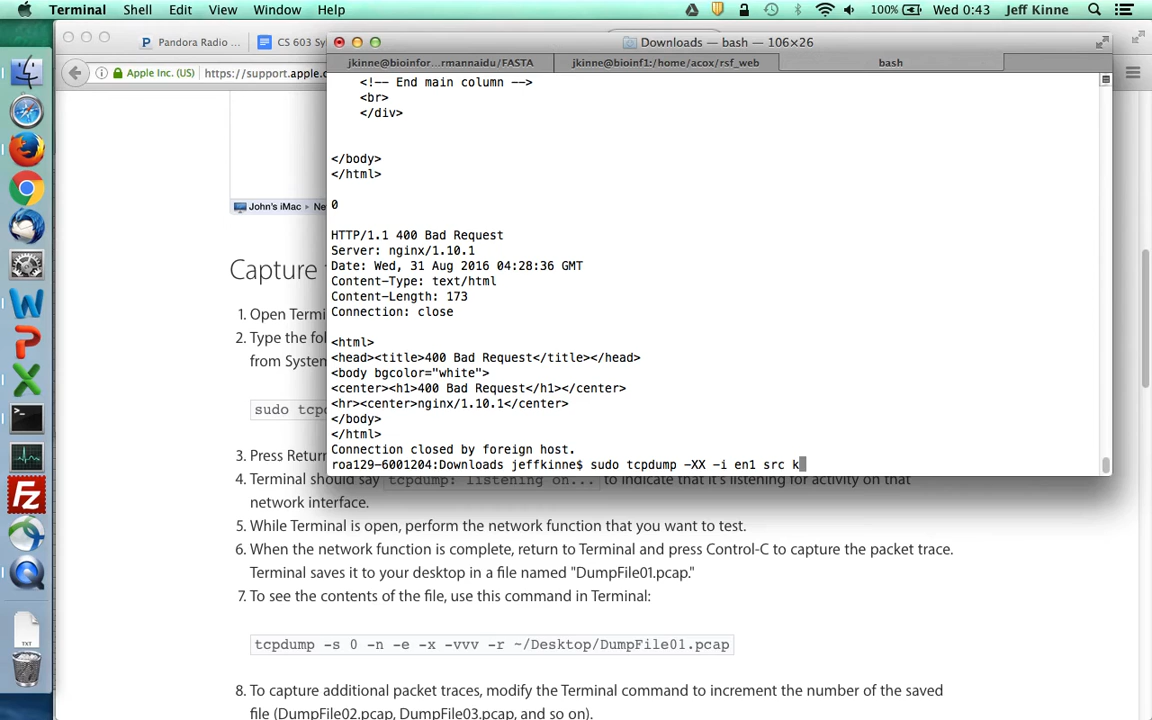 Terminal Shell Edit View Window Help 100% Wed 0:43 Jeff Kinne
Pandora Radio ... CS 603 Sy
Downloads — bash — 106×26
Apple Inc. (US) https://support.apple.c
jkinne@bioinfor...rmannaidu/FASTA jkinne@bioinf1:/home/acox/rsf_web bash
<!-- End main column -->
<br>
</div>
</body>
</html>
0
HTTP/1.1 400 Bad Request
Server: nginx/1.10.1
Date: Wed, 31 Aug 2016 04:28:36 GMT
Content-Type: text/html
Content-Length: 173
Connection: close
<html>
<head><title>400 Bad Request</title></head>
<body bgcolor="white">
<center><h1>400 Bad Request</h1></center>
<hr><center>nginx/1.10.1</center>
</body>
</html>
Connection closed by foreign host.
roa129-6001204:Downloads jeffkinne$ sudo tcpdump -XX -i en1 src k
John's iMac ▸ Ne
Capture
1. Open Termi
2. Type the fol
from System
sudo tcpd
3. Press Return
4. Terminal should say tcpdump: listening on... to indicate that it's listening for activity on that
network interface.
5. While Terminal is open, perform the network function that you want to test.
6. When the network function is complete, return to Terminal and press Control-C to capture the packet trace.
Terminal saves it to your desktop in a file named "DumpFile01.pcap."
7. To see the contents of the file, use this command in Terminal:
tcpdump -s 0 -n -e -x -vvv -r ~/Desktop/DumpFile01.pcap
8. To capture additional packet traces, modify the Terminal command to increment the number of the saved
file (DumpFile02.pcap, DumpFile03.pcap, and so on).
TXT